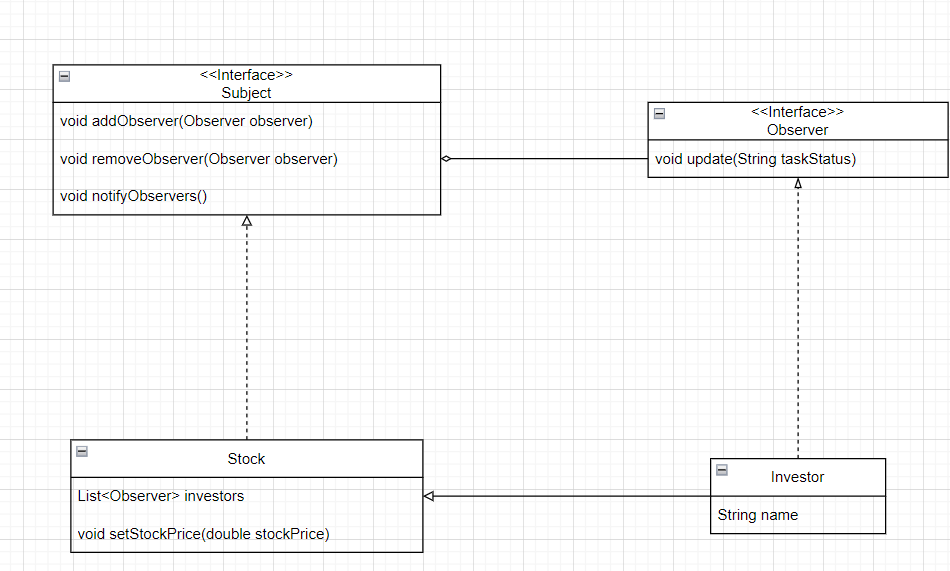 <<Interface>>
Subject
void addObserver(Observer observer)
void removeObserver(Observer observer)
void notifyObservers()
<<Interface>>
Observer
void update(String taskStatus)
Stock
List<Observer> investors
void setStockPrice(double stockPrice)
Investor
String name